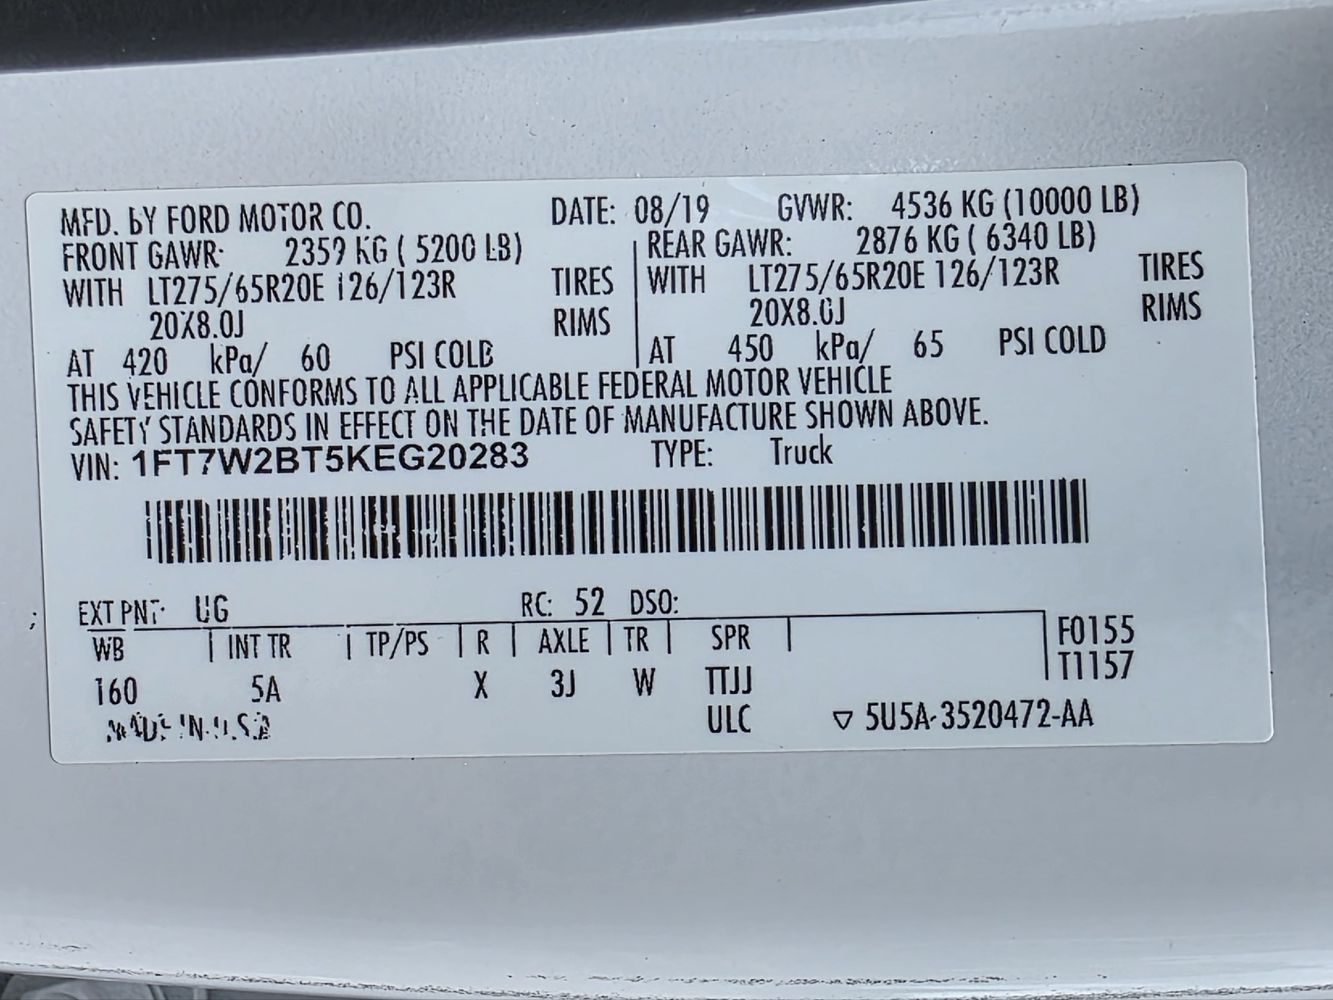 MFD. BY FORD MOTOR CO. DATE: 08/19 GVWR: 4536 KG (10000 LB)
FRONT GAWR: 2359 KG ( 5200 LB) REAR GAWR: 2876 KG ( 6340 LB)
WITH LT275/65R20E 126/123R TIRES WITH LT275/65R20E 126/123R TIRES
20X8.0J RIMS 20X8.0J RIMS
AT 420 kPa/ 60 PSI COLD AT 450 kPa/ 65 PSI COLD
THIS VEHICLE CONFORMS TO ALL APPLICABLE FEDERAL MOTOR VEHICLE
SAFETY STANDARDS IN EFFECT ON THE DATE OF MANUFACTURE SHOWN ABOVE.
VIN: 1FT7W2BT5KEG20283 TYPE: Truck
EXT PNT: UG RC: 52 DSO:
WB INT TR TP/PS R AXLE TR SPR F0155
T1157
160 5A X 3J W TTJJ
MADE IN U.S.A ULC ▽ 5U5A-3520472-AA